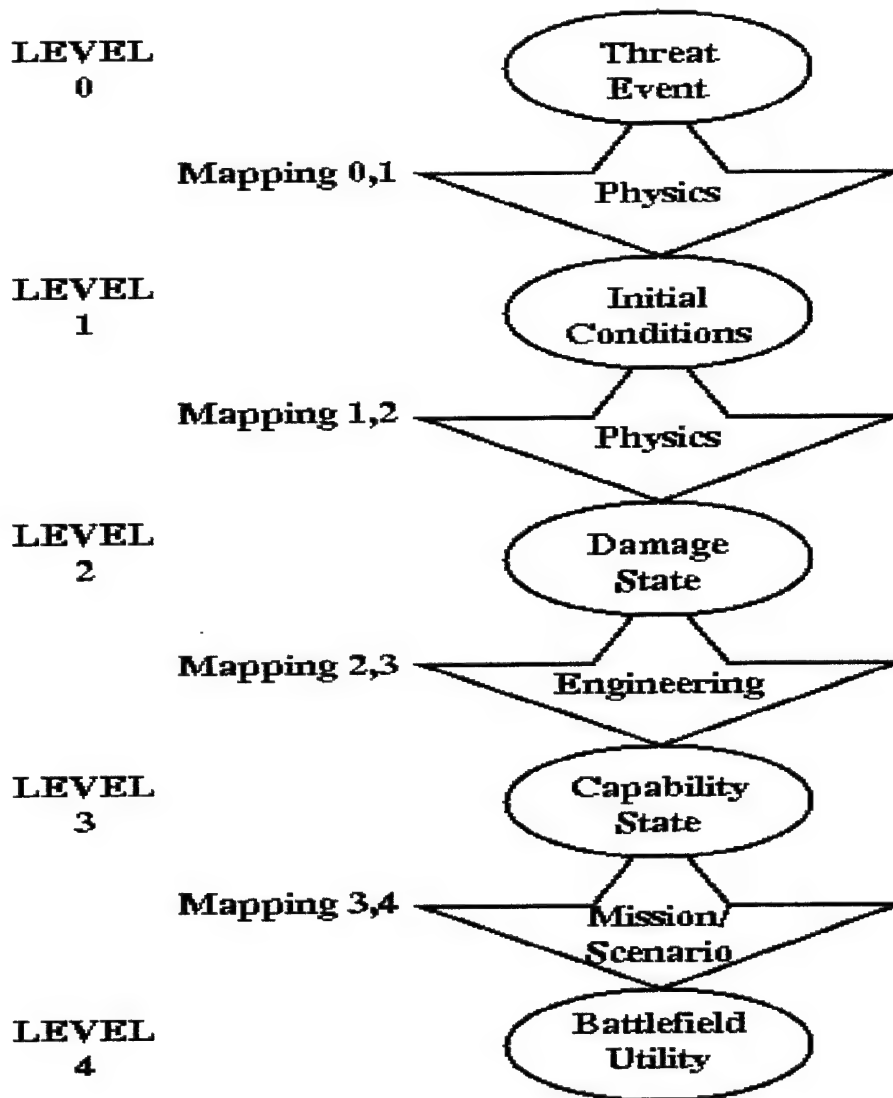 LEVEL
0
Threat
Event
Mapping 0,1
Physics
LEVEL
1
Initial
Conditions
Mapping 1,2
Physics
LEVEL
2
Damage
State
Mapping 2,3
Engineering
LEVEL
3
Capability
State
Mapping 3,4
Mission/
Scenario
LEVEL
4
Battlefield
Utility